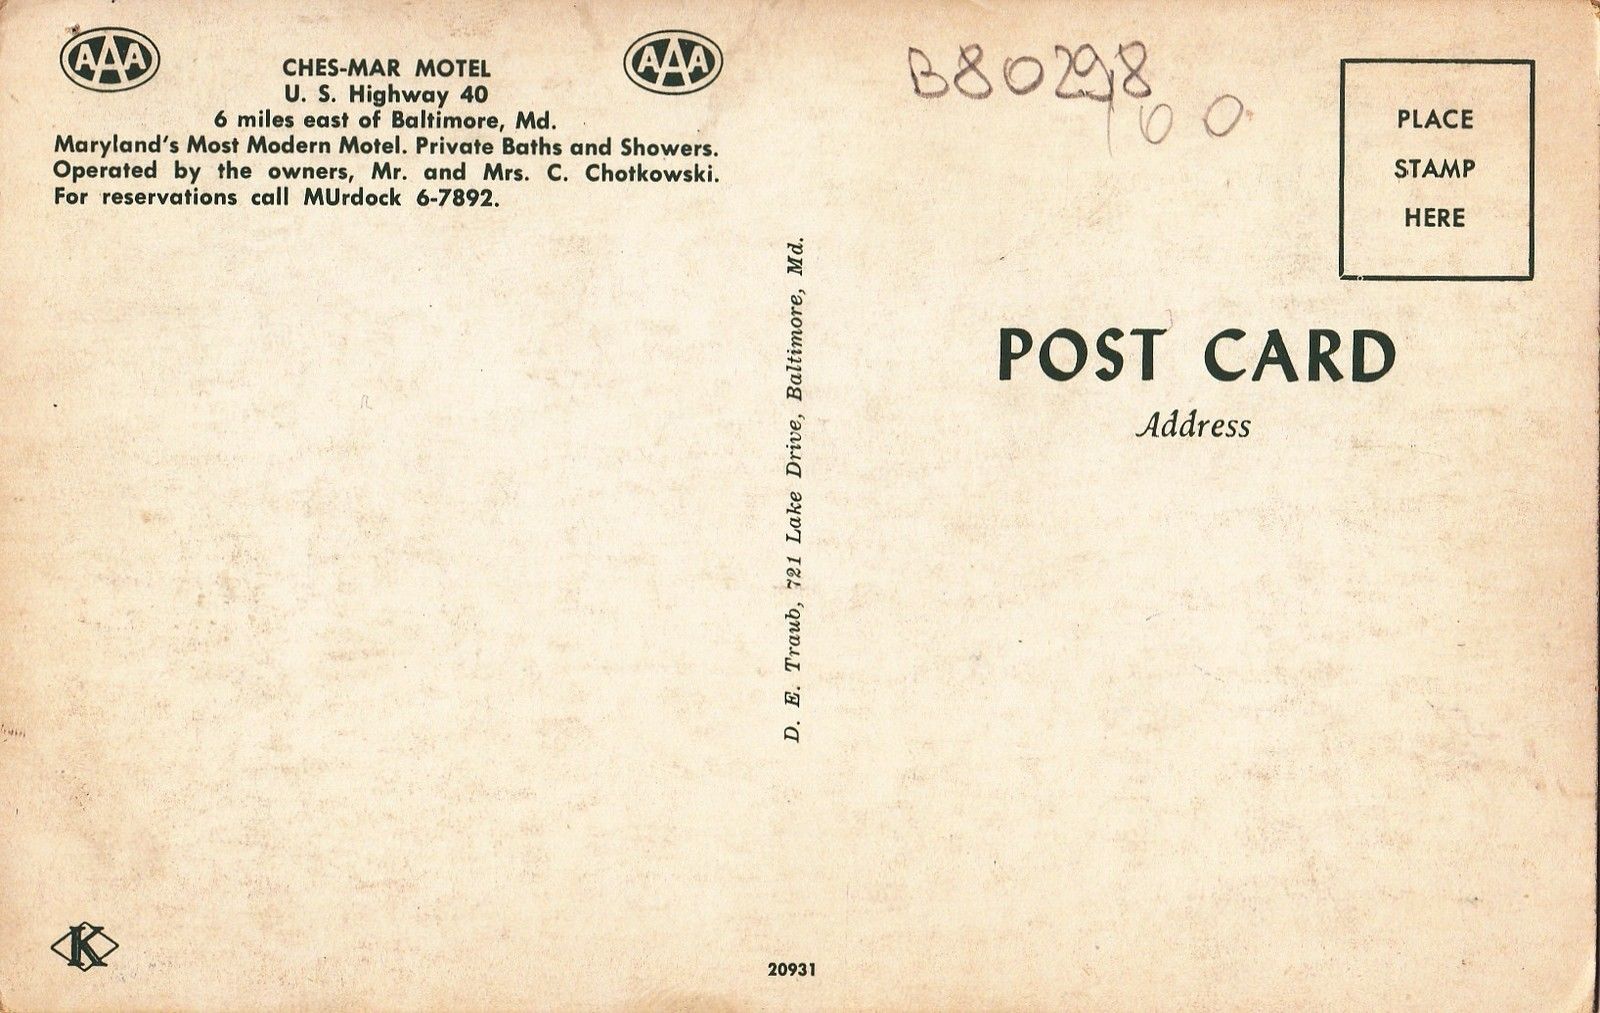 AAA
AAA
CHES-MAR MOTEL
U. S. Highway 40
6 miles east of Baltimore, Md.
Maryland's Most Modern Motel. Private Baths and Showers.
Operated by the owners, Mr. and Mrs. C. Chotkowski.
For reservations call MUrdock 6-7892.
D. E. Traub, 721 Lake Drive, Baltimore, Md.
B80298
100
PLACE
STAMP
HERE
POST CARD
Address
K
20931